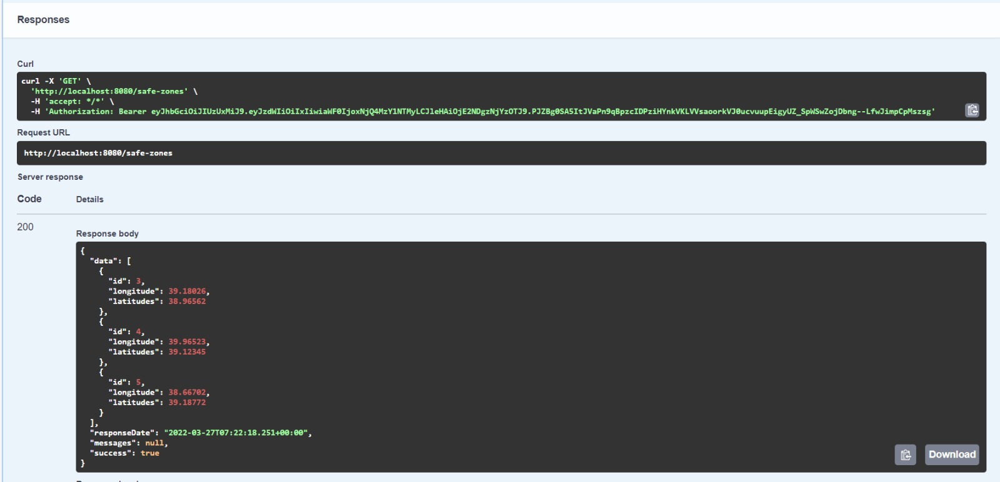 Responses
Curl
curl -X 'GET' \
'http://localhost:8080/safe-zones' \
-H 'accept: */*' \
-H 'Authorization: Bearer eyJhbGciOiJIUzUxMiJ9.eyJzdWIiOiIxIiwiaWF0IjoxNjQ4MzY1NTMyLCJleHAiOjE2NDgzNjYzOTJ9.PJZBg0SA5ItJVaPn9qBpzcIDPziHYnkVKLVVsaoorkVJ0ucvuupEigyUZ_SpWSwZojDbng--LfwJimpCpMszsg'
Request URL
http://localhost:8080/safe-zones
Server response
Code Details
200
Response body
{
"data": [
{
"id": 3,
"longitude": 39.18026,
"latitudes": 38.96562
},
{
"id": 4,
"longitude": 39.96523,
"latitudes": 39.12345
},
{
"id": 5,
"longitude": 38.66702,
"latitudes": 39.18772
}
],
"responseDate": "2022-03-27T07:22:18.251+00:00",
"messages": null,
"success": true
}
Download